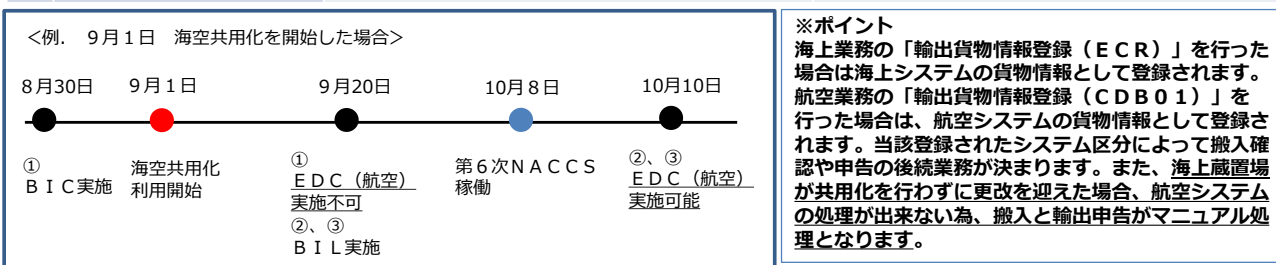 ＜例．　９月１日　海空共用化を開始した場合＞
８月30日
９月１日
９月20日
10月８日
10月10日
①
ＢＩＣ実施
海空共用化
利用開始
①
ＥＤＣ（航空）
実施不可
②、③
ＢＩＬ実施
第６次ＮＡＣＣＳ
稼働
②、③
ＥＤＣ（航空）
実施可能
※ポイント
海上業務の「輸出貨物情報登録（ＥＣＲ）」を行った
場合は海上システムの貨物情報として登録されます。
航空業務の「輸出貨物情報登録（ＣＤＢ０１）」を
行った場合は、航空システムの貨物情報として登録さ
れます。当該登録されたシステム区分によって搬入確
認や申告の後続業務が決まります。また、海上蔵置場
が共用化を行わずに更改を迎えた場合、航空システム
の処理が出来ない為、搬入と輸出申告がマニュアル処
理となります。